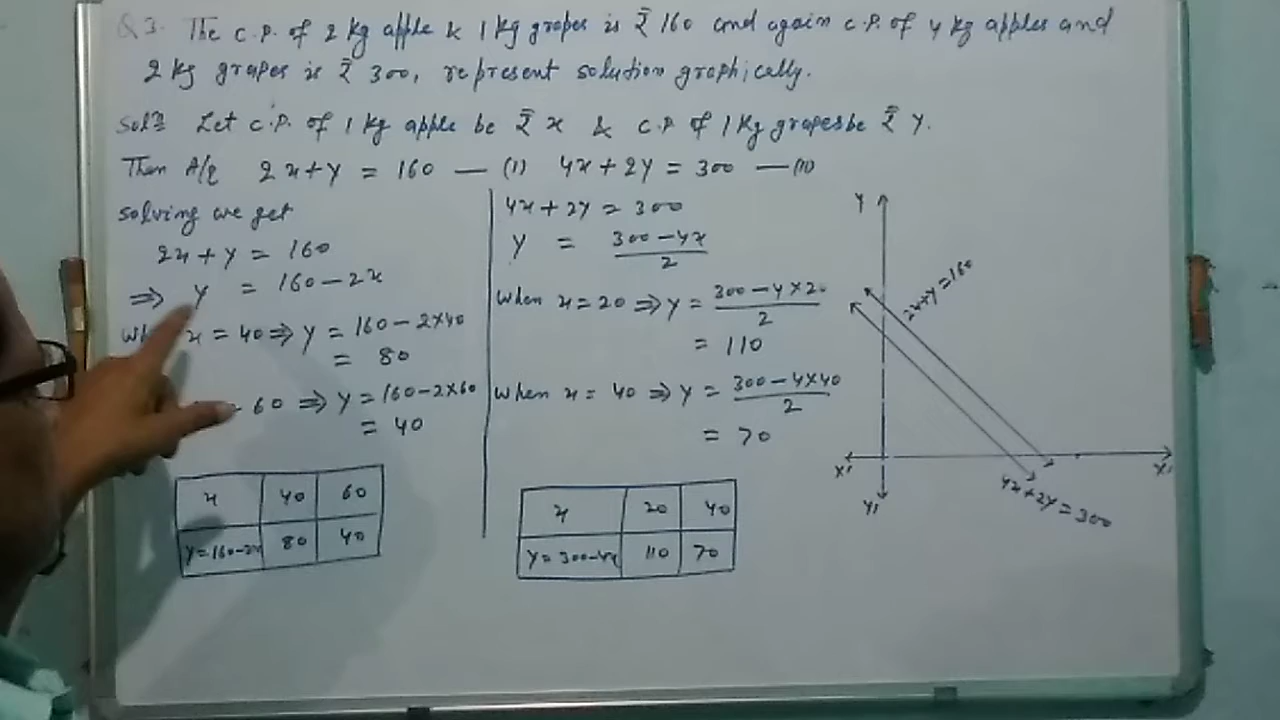 Q3. The C.P. of 2 kg apple & 1 kg grapes is ₹ 160 and again C.P. of 4 kg apples and
2 kg grapes is ₹ 300, represent solution graphically.
Solⁿ: Let C.P. of 1 kg apple be ₹ x & C.P. of 1 kg grapes be ₹ y.
Then A/q 2x + y = 160 — (I) 4x + 2y = 300 — (II)
solving we get
2x + y = 160
⇒ y = 160 - 2x
x = 40 ⇒ y = 160 - 2×40
= 80
60 ⇒ y = 160 - 2×60
= 40
x 40 60
y = 160-2x 80 40
4x + 2y = 300
y = (300 - 4x)/2
When x = 20 ⇒ y = (300 - 4×20)/2
= 110
When x = 40 ⇒ y = (300 - 4×40)/2
= 70
x 20 40
y = 300-4x 110 70
Y
2x+y=160
X' X
Y'
4x+2y=300